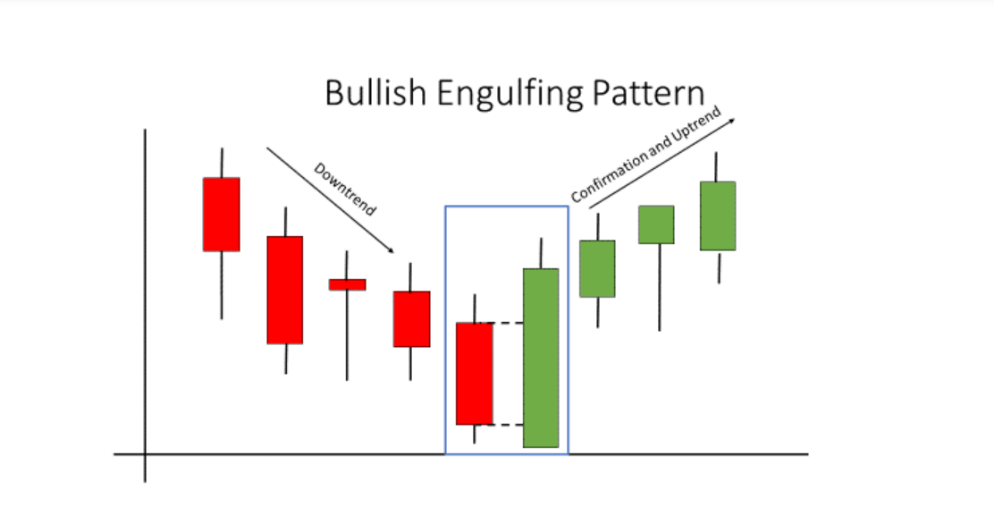 Bullish Engulfing Pattern
Downtrend
Confirmation and Uptrend